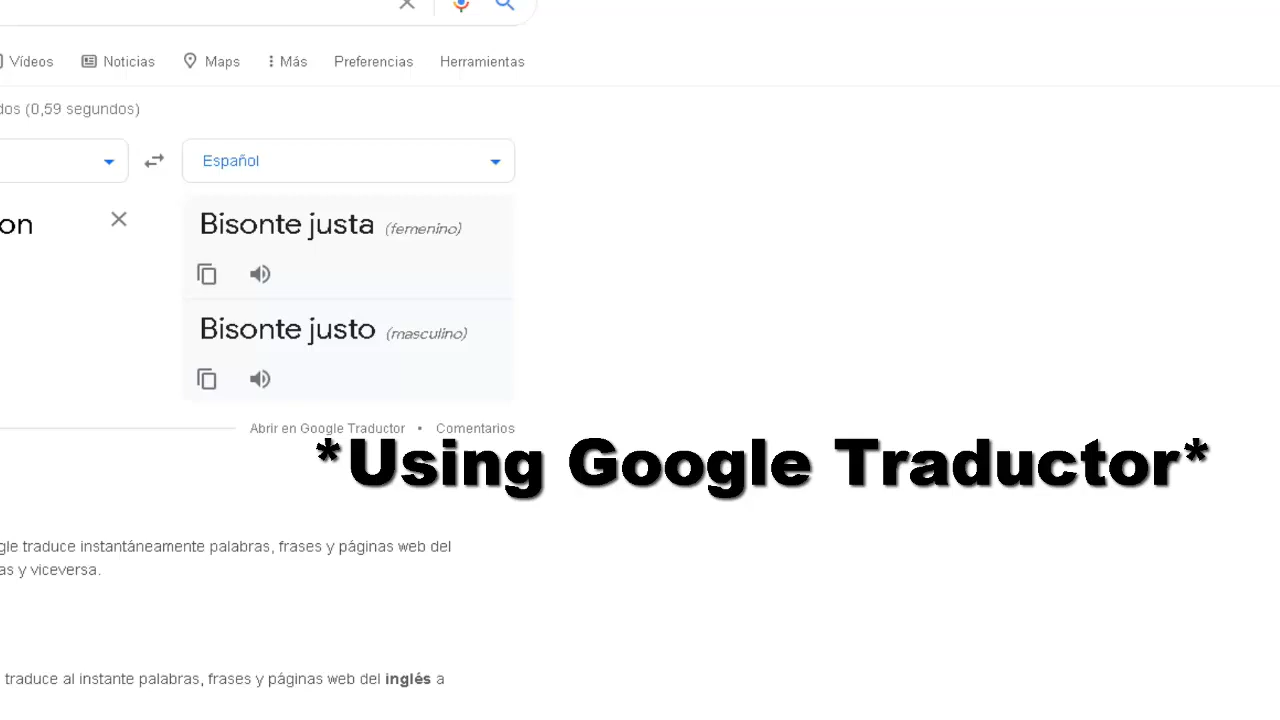 Vídeos Noticias Maps Más Preferencias Herramientas
dos (0,59 segundos)
Español
on
Bisonte justa (femenino)
Bisonte justo (masculino)
Abrir en Google Traductor • Comentarios
*Using Google Traductor*
gle traduce instantáneamente palabras, frases y páginas web del
as y viceversa.
traduce al instante palabras, frases y páginas web del inglés a